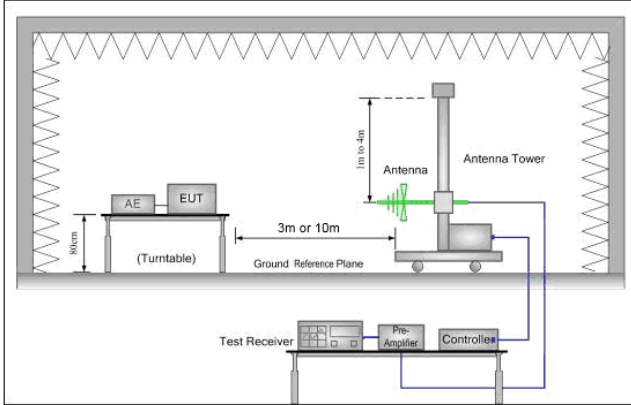 1m to 4m
Antenna
Antenna Tower
AE
EUT
80cm
(Turntable)
3m or 10m
Ground Reference Plane
Test Receiver
Pre-
Amplifier
Controller